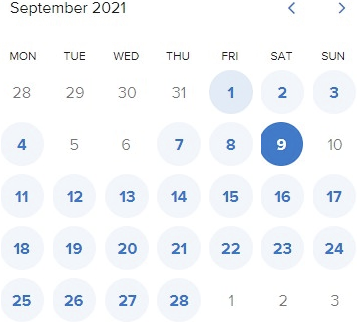 September 2021
MON TUE WED THU FRI SAT SUN
28 29 30 31 1 2 3
4 5 6 7 8 9 10
11 12 13 14 15 16 17
18 19 20 21 22 23 24
25 26 27 28 1 2 3